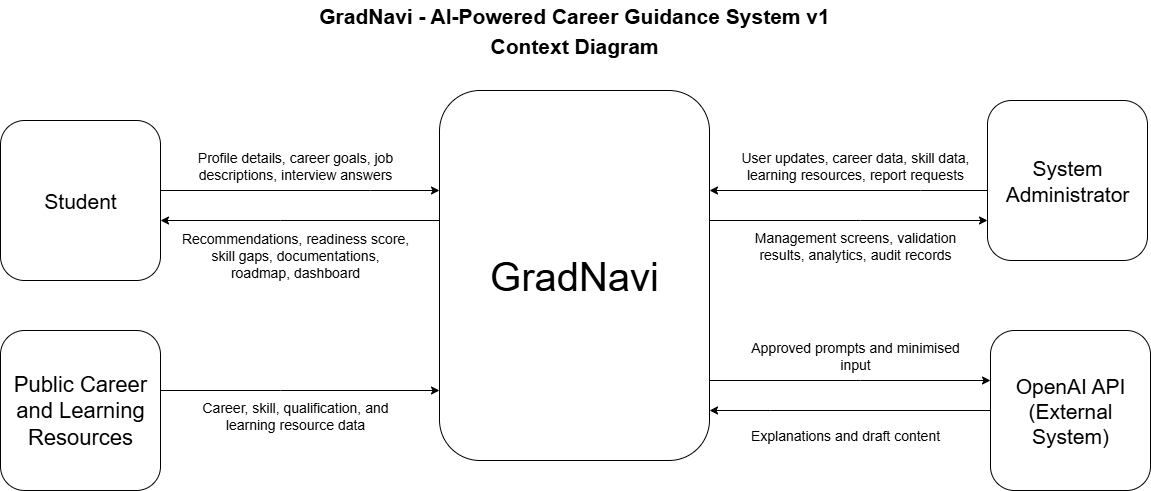 GradNavi - AI-Powered Career Guidance System v1
Context Diagram
Student
Profile details, career goals, job
descriptions, interview answers
Recommendations, readiness score,
skill gaps, documentations,
roadmap, dashboard
Public Career
and Learning
Resources
Career, skill, qualification, and
learning resource data
GradNavi
User updates, career data, skill data,
learning resources, report requests
Management screens, validation
results, analytics, audit records
System
Administrator
Approved prompts and minimised
input
Explanations and draft content
OpenAI API
(External
System)